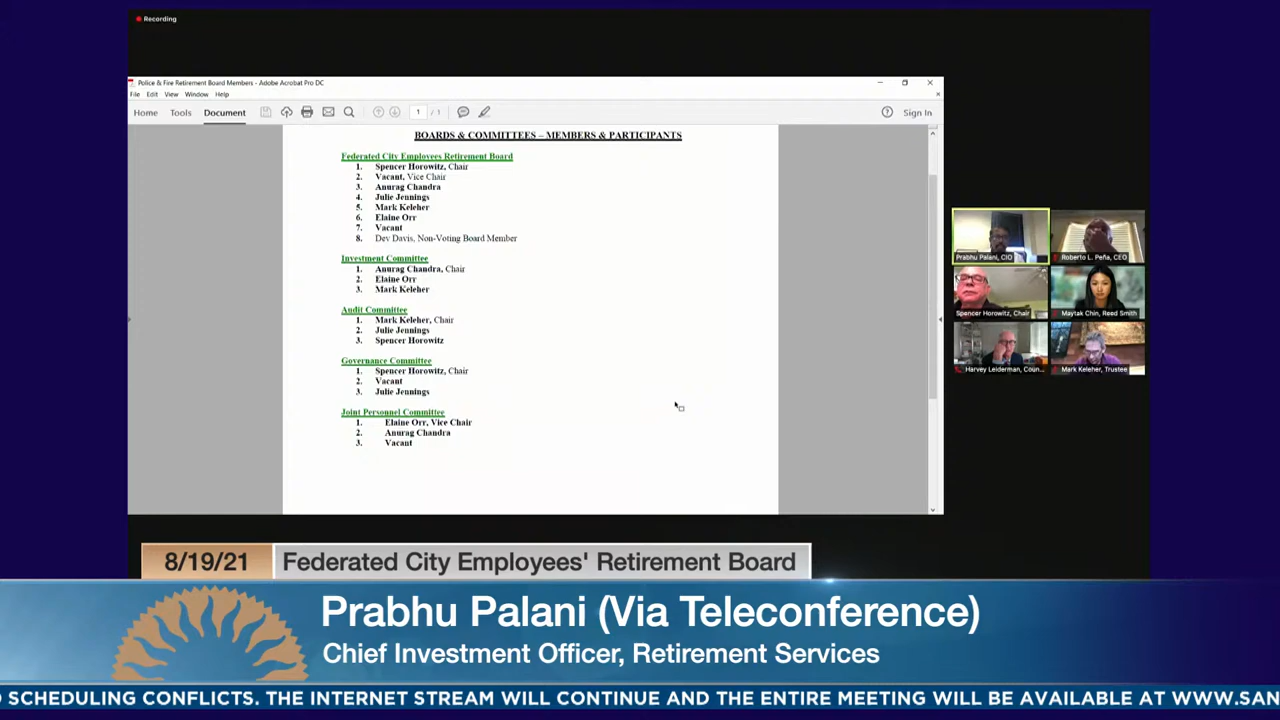 Recording
Police & Fire Retirement Board Members - Adobe Acrobat Pro DC
File Edit View Window Help
Home Tools Document 1 / 1 Sign In
BOARDS & COMMITTEES – MEMBERS & PARTICIPANTS
Federated City Employees Retirement Board
1. Spencer Horowitz, Chair
2. Vacant, Vice Chair
3. Anurag Chandra
4. Julie Jennings
5. Mark Keleher
6. Elaine Orr
7. Vacant
8. Dev Davis, Non-Voting Board Member
Investment Committee
1. Anurag Chandra, Chair
2. Elaine Orr
3. Mark Keleher
Audit Committee
1. Mark Keleher, Chair
2. Julie Jennings
3. Spencer Horowitz
Governance Committee
1. Spencer Horowitz, Chair
2. Vacant
3. Julie Jennings
Joint Personnel Committee
1. Elaine Orr, Vice Chair
2. Anurag Chandra
3. Vacant
Prabhu Palani, CIO
Roberto L. Peña, CEO
Spencer Horowitz, Chair
Maytak Chin, Reed Smith
Harvey Leiderman, Coun...
Mark Keleher, Trustee
8/19/21 Federated City Employees' Retirement Board
Prabhu Palani (Via Teleconference)
Chief Investment Officer, Retirement Services
SCHEDULING CONFLICTS. THE INTERNET STREAM WILL CONTINUE AND THE ENTIRE MEETING WILL BE AVAILABLE AT WWW.SAN